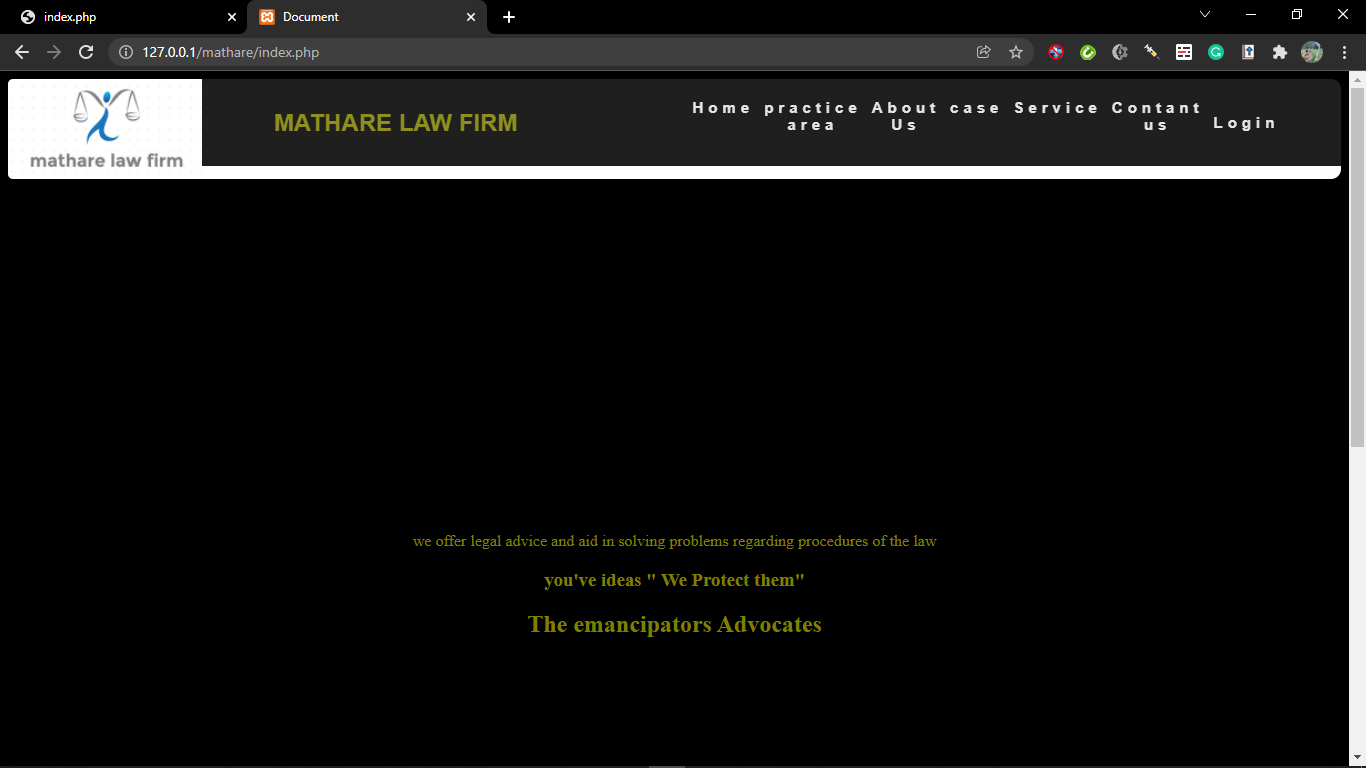 index.php
Document
127.0.0.1/mathare/index.php
mathare law firm
MATHARE LAW FIRM
Home practice About case Service Contant
area Us us Login
we offer legal advice and aid in solving problems regarding procedures of the law
you've ideas " We Protect them"
The emancipators Advocates